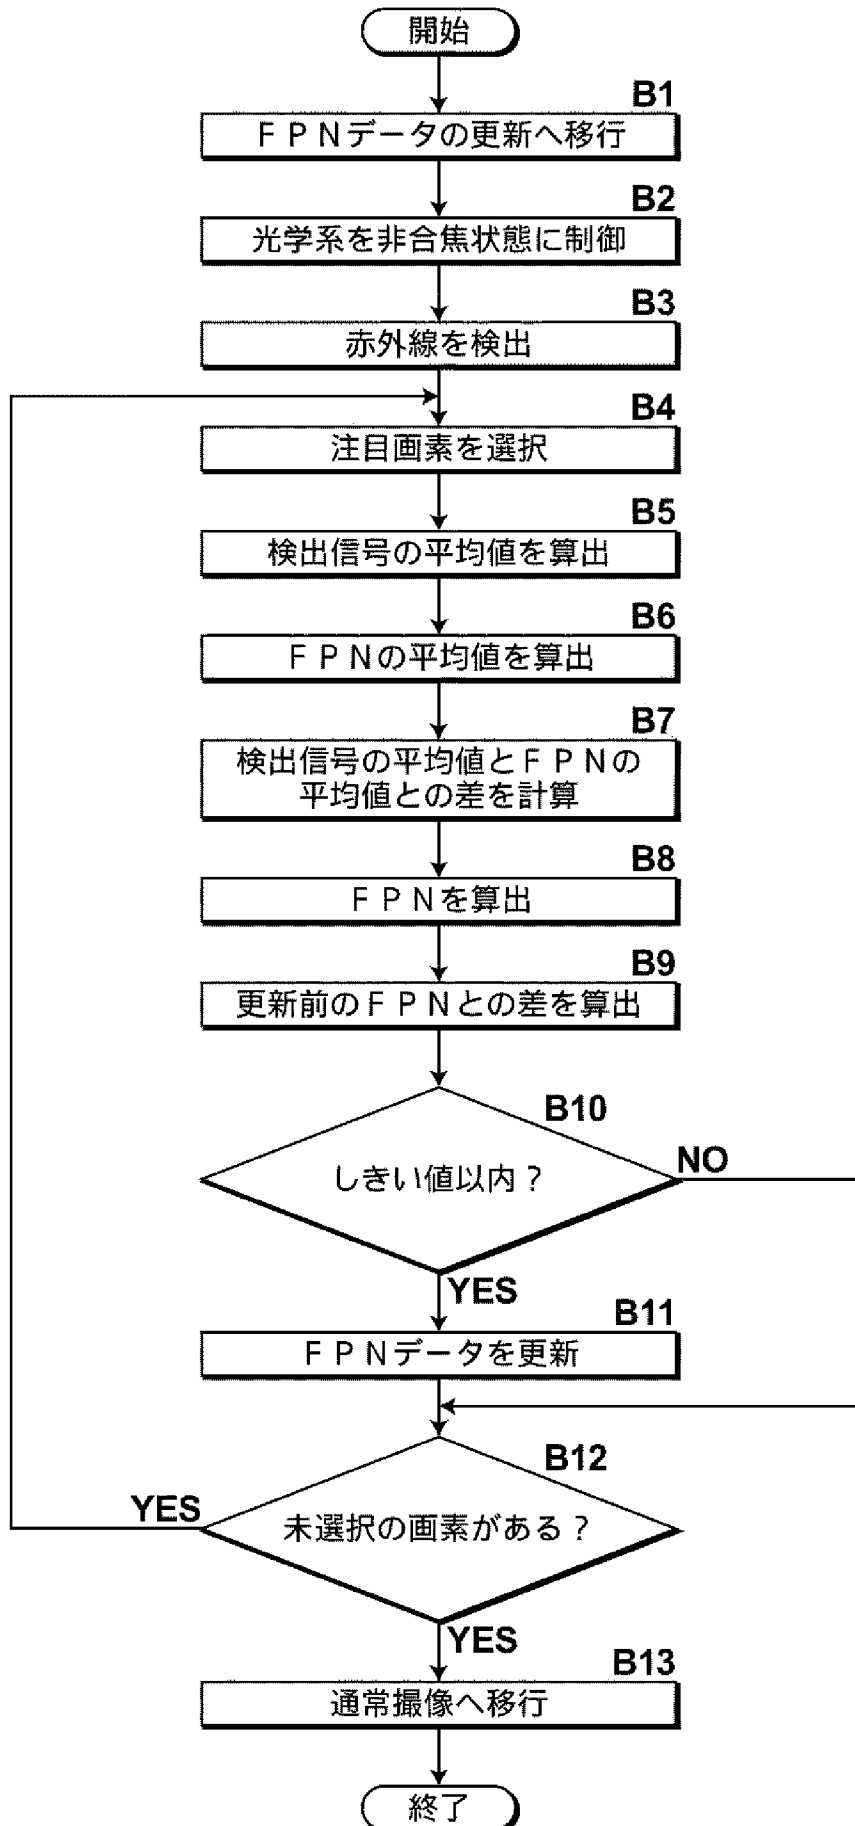 開始
B1
ＦＰＮデータの更新へ移行
B2
光学系を非合焦状態に制御
B3
赤外線を検出
B4
注目画素を選択
B5
検出信号の平均値を算出
B6
ＦＰＮの平均値を算出
B7
検出信号の平均値とＦＰＮの
平均値との差を計算
B8
ＦＰＮを算出
B9
更新前のＦＰＮとの差を算出
B10
しきい値以内？
NO
YES
B11
ＦＰＮデータを更新
B12
YES
未選択の画素がある？
YES
B13
通常撮像へ移行
終了